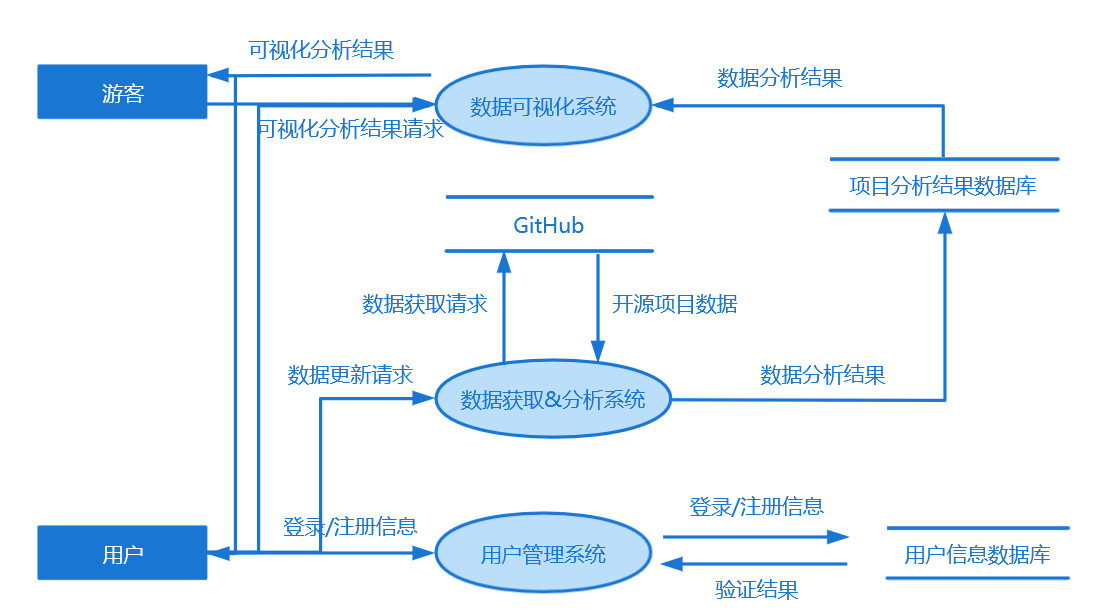 可视化分析结果
游客
数据可视化系统
数据分析结果
可视化分析结果请求
项目分析结果数据库
GitHub
数据获取请求
开源项目数据
数据更新请求
数据获取&分析系统
数据分析结果
登录/注册信息
登录/注册信息
用户
用户管理系统
用户信息数据库
验证结果